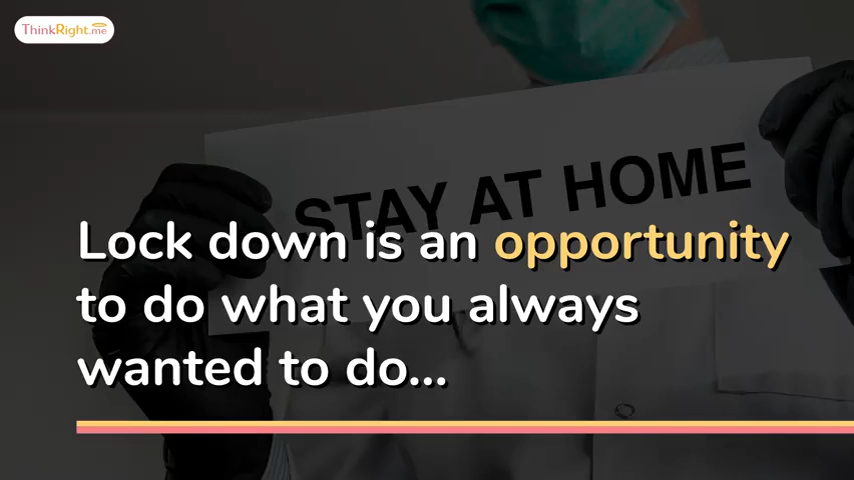 ThinkRight.me
STAY AT HOME
Lock down is an opportunity
to do what you always
wanted to do...